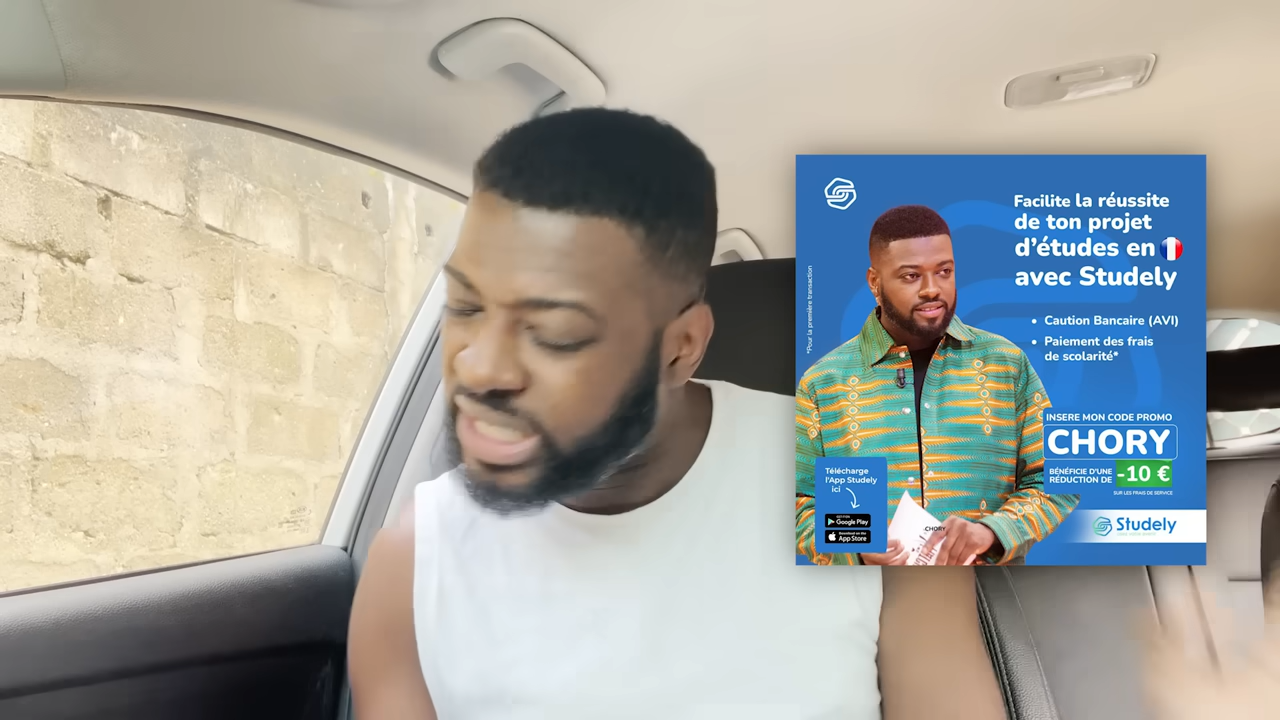 Facilite la réussite
de ton projet
d'études en
avec Studely
*Pour la première transaction
• Caution Bancaire (AVI)
• Paiement des frais
de scolarité*
INSERE MON CODE PROMO
CHORY
BÉNÉFICIE D'UNE
RÉDUCTION DE
-10 €
SUR LES FRAIS DE SERVICE
Télécharge
l'App Studely
ici
GET IT ON
Google Play
Download on the
App Store
CHORY
Studely